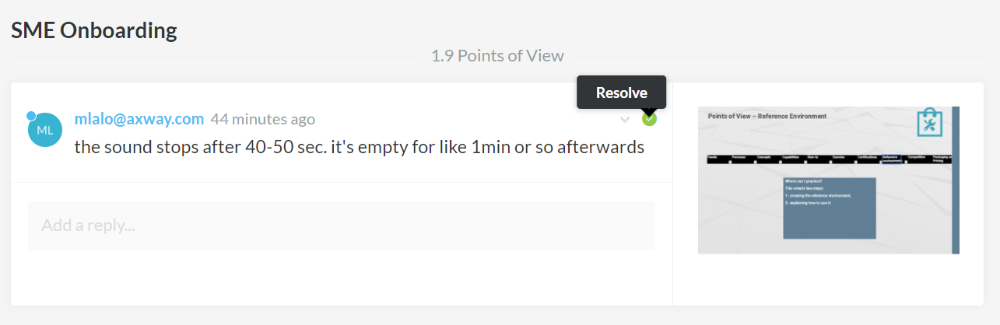 SME Onboarding
1.9 Points of View
Resolve
ML
mlalo@axway.com 44 minutes ago
the sound stops after 40-50 sec. it's empty for like 1min or so afterwards
Add a reply...
Points of View – Reference Environment
Trends Personas Concepts Capabilities How-to Exercise Certifications Reference environment Competition Packaging
Pricing
Where can I practice?
This entails two steps:
1- creating the reference environment,
2- explaining how to use it.